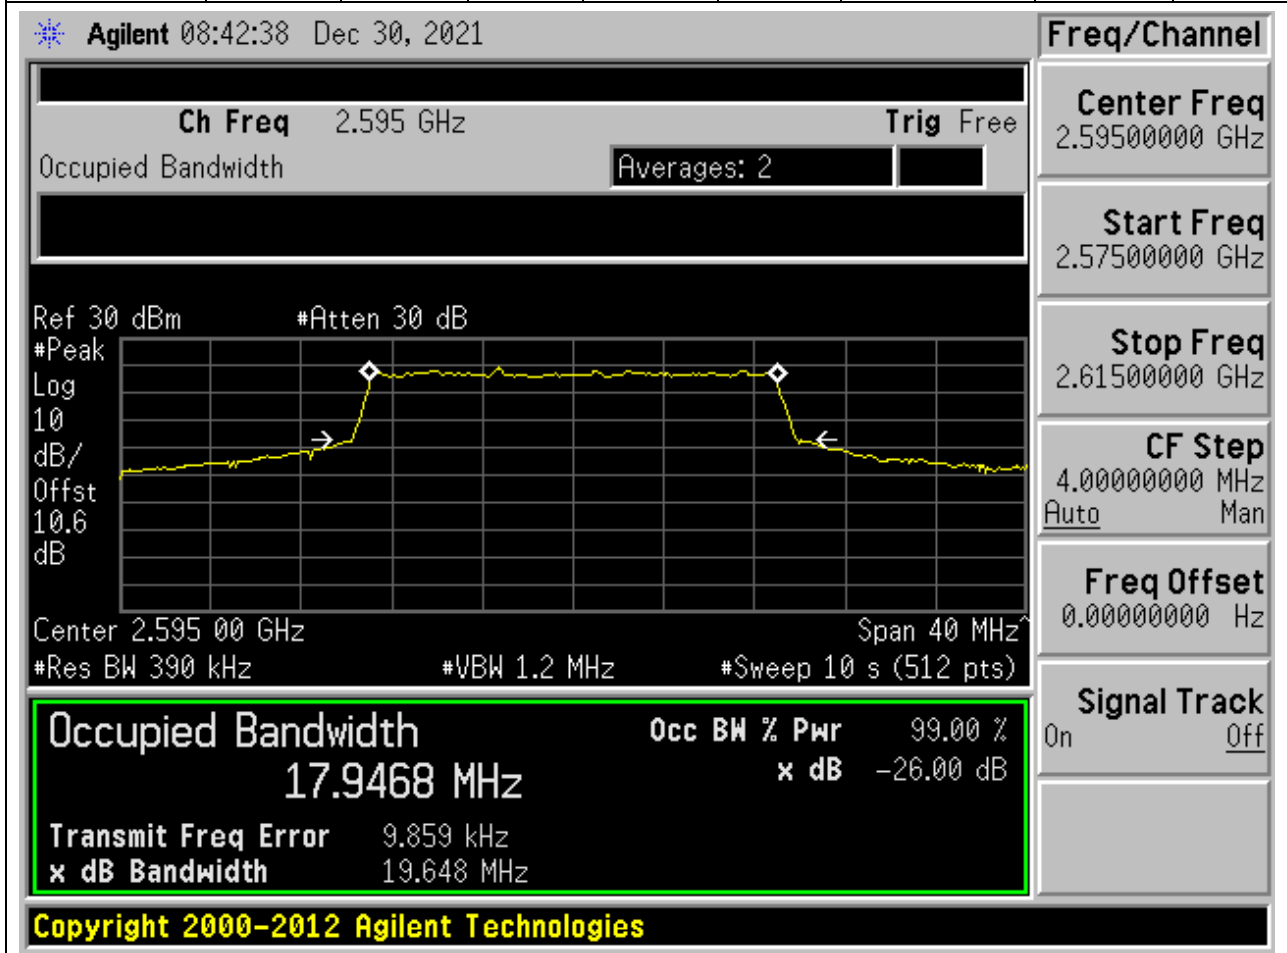 Agilent 08:42:38 Dec 30, 2021
Freq/Channel
Ch Freq 2.595 GHz Trig Free
Occupied Bandwidth Averages: 2
Center Freq
2.59500000 GHz
Start Freq
2.57500000 GHz
Stop Freq
2.61500000 GHz
CF Step
4.00000000 MHz
Auto Man
Freq Offset
0.00000000 Hz
Signal Track
On Off
Ref 30 dBm #Atten 30 dB
#Peak
Log
10
dB/
Offst
10.6
dB
Center 2.595 00 GHz Span 40 MHz^
#Res BW 390 kHz #VBW 1.2 MHz #Sweep 10 s (512 pts)
Occupied Bandwidth Occ BW % Pwr 99.00 %
17.9468 MHz x dB -26.00 dB
Transmit Freq Error 9.859 kHz
x dB Bandwidth 19.648 MHz
Copyright 2000-2012 Agilent Technologies